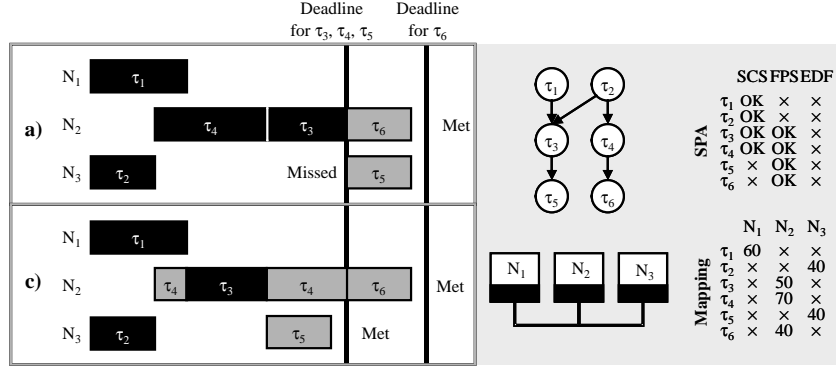 Deadline
for τ3, τ4, τ5
Deadline
for τ6
a)
N1
τ1
N2
τ4
τ3
τ6
Met
N3
τ2
Missed
τ5
c)
N1
τ1
N2
τ4
τ3
τ4
τ6
Met
N3
τ2
τ5
Met
τ1
τ2
τ3
τ4
τ5
τ6
N1
N2
N3
SPA
SCS FPS EDF
τ1 OK × ×
τ2 OK × ×
τ3 OK OK ×
τ4 OK OK ×
τ5 × OK ×
τ6 × OK ×
Mapping
N1 N2 N3
τ1 60 × ×
τ2 × × 40
τ3 × 50 ×
τ4 × 70 ×
τ5 × × 40
τ6 × 40 ×